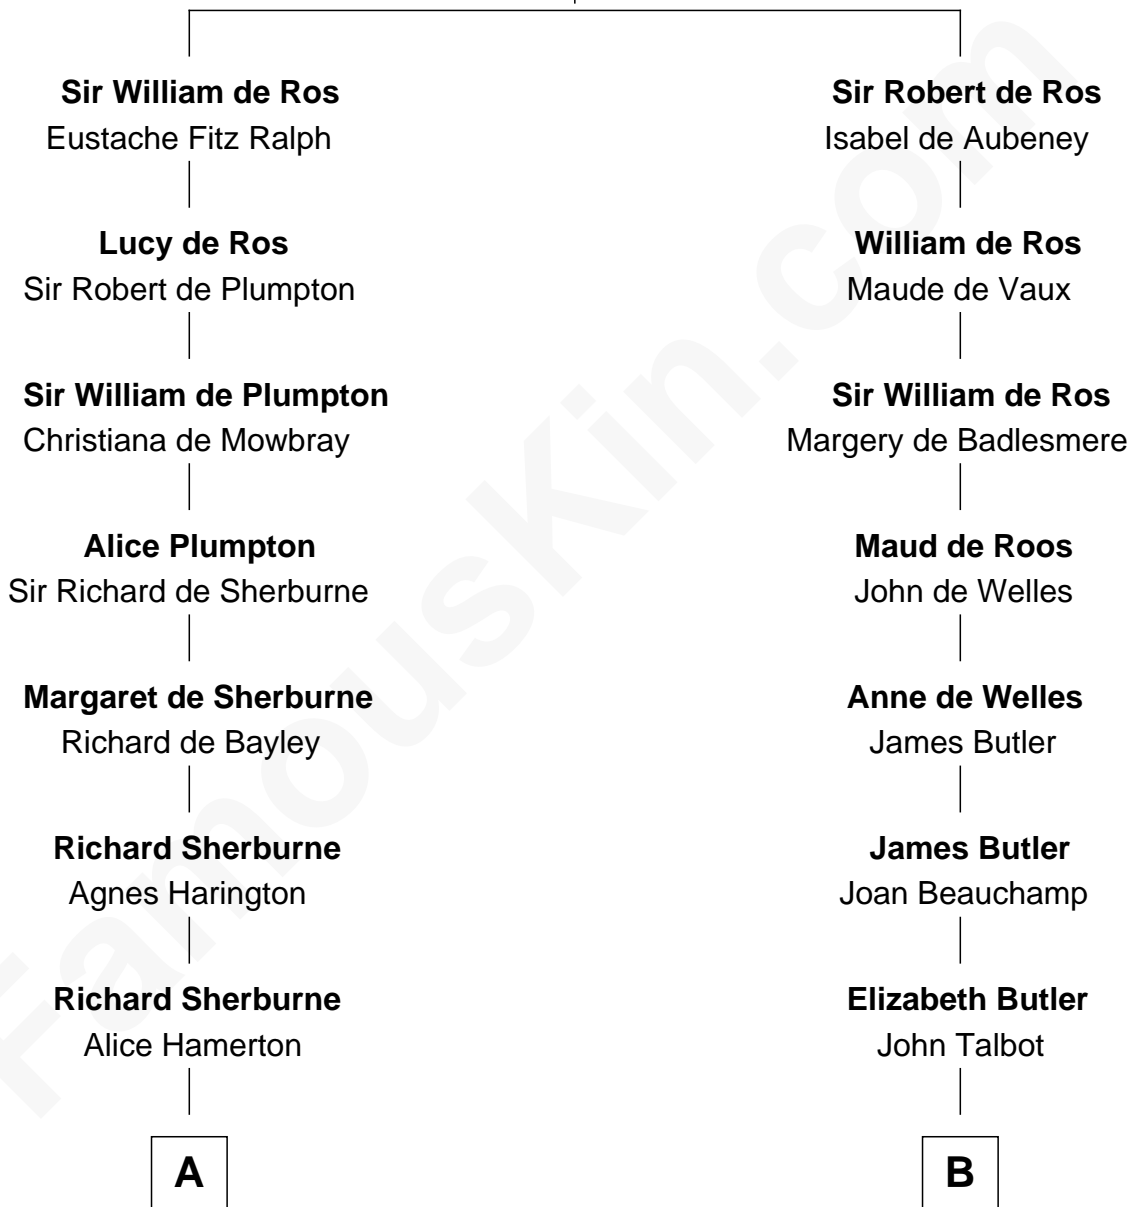 Sir William de Ros
Eustache Fitz Ralph
Lucy de Ros
Sir Robert de Plumpton
Sir William de Plumpton
Christiana de Mowbray
Alice Plumpton
Sir Richard de Sherburne
Margaret de Sherburne
Richard de Bayley
Richard Sherburne
Agnes Harington
Richard Sherburne
Alice Hamerton
A
Sir Robert de Ros
Isabel de Aubeney
William de Ros
Maude de Vaux
Sir William de Ros
Margery de Badlesmere
Maud de Roos
John de Welles
Anne de Welles
James Butler
James Butler
Joan Beauchamp
Elizabeth Butler
John Talbot
B
FamousKin.com